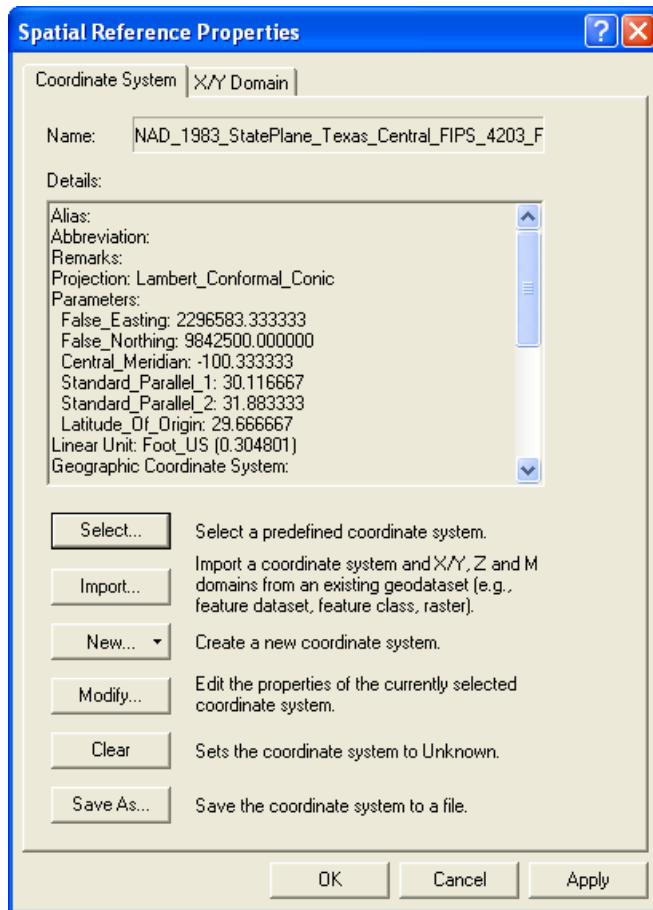 Spatial Reference Properties
Coordinate System
X/Y Domain
Name: NAD_1983_StatePlane_Texas_Central_FIPS_4203_F
Details:
Alias:
Abbreviation:
Remarks:
Projection: Lambert_Conformal_Conic
Parameters:
False_Easting: 2296583.333333
False_Northing: 9842500.000000
Central_Meridian: -100.333333
Standard_Parallel_1: 30.116667
Standard_Parallel_2: 31.883333
Latitude_Of_Origin: 29.666667
Linear Unit: Foot_US (0.304801)
Geographic Coordinate System:
Select... Select a predefined coordinate system.
Import... Import a coordinate system and X/Y, Z and M
domains from an existing geodataset (e.g.,
feature dataset, feature class, raster).
New... Create a new coordinate system.
Modify... Edit the properties of the currently selected
coordinate system.
Clear Sets the coordinate system to Unknown.
Save As... Save the coordinate system to a file.
OK Cancel Apply